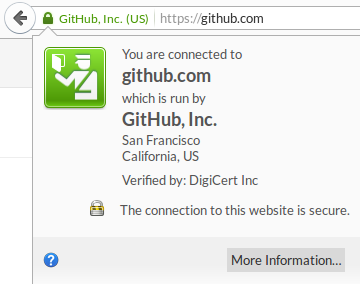 GitHub, Inc. (US) https://github.com
You are connected to
github.com
which is run by
GitHub, Inc.
San Francisco
California, US
Verified by: DigiCert Inc
The connection to this website is secure.
More Information...